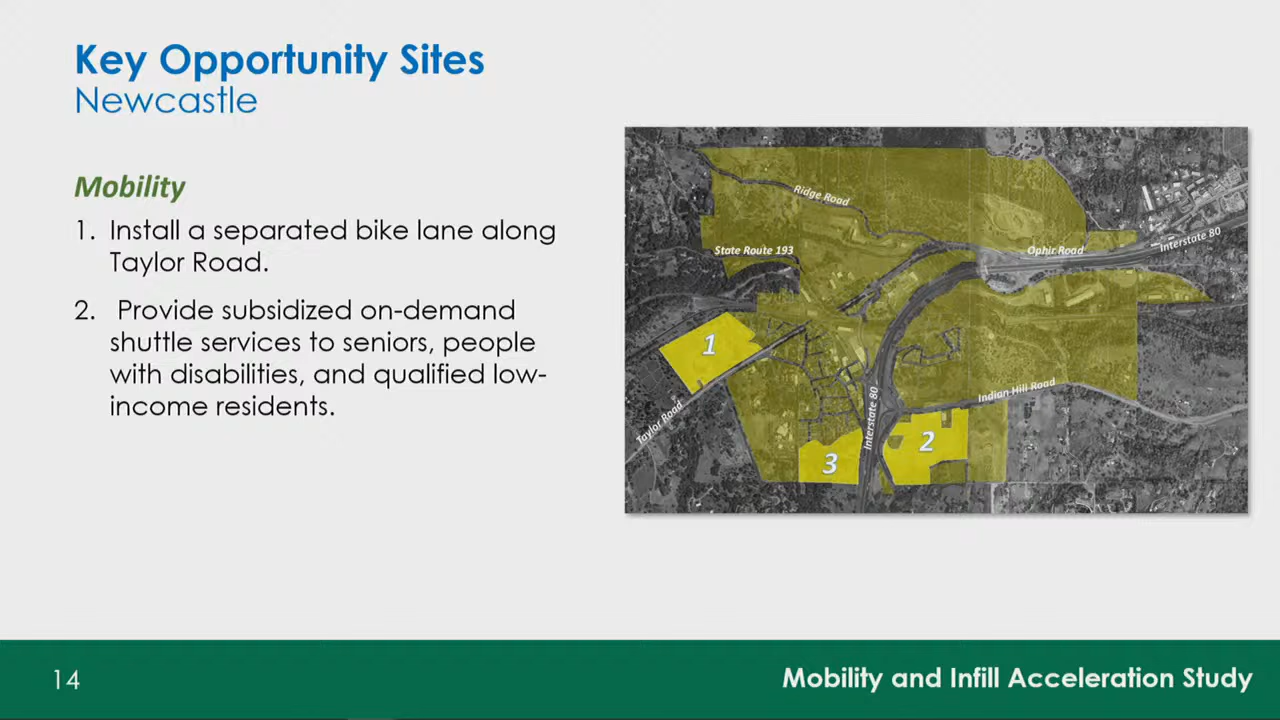 Key Opportunity Sites
Newcastle
Mobility
1. Install a separated bike lane along
Taylor Road.
2. Provide subsidized on-demand
shuttle services to seniors, people
with disabilities, and qualified low-
income residents.
Ridge Road
State Route 193
Ophir Road
Interstate 80
1
Taylor Road
Interstate 80
Indian Hill Road
2
3
14
Mobility and Infill Acceleration Study